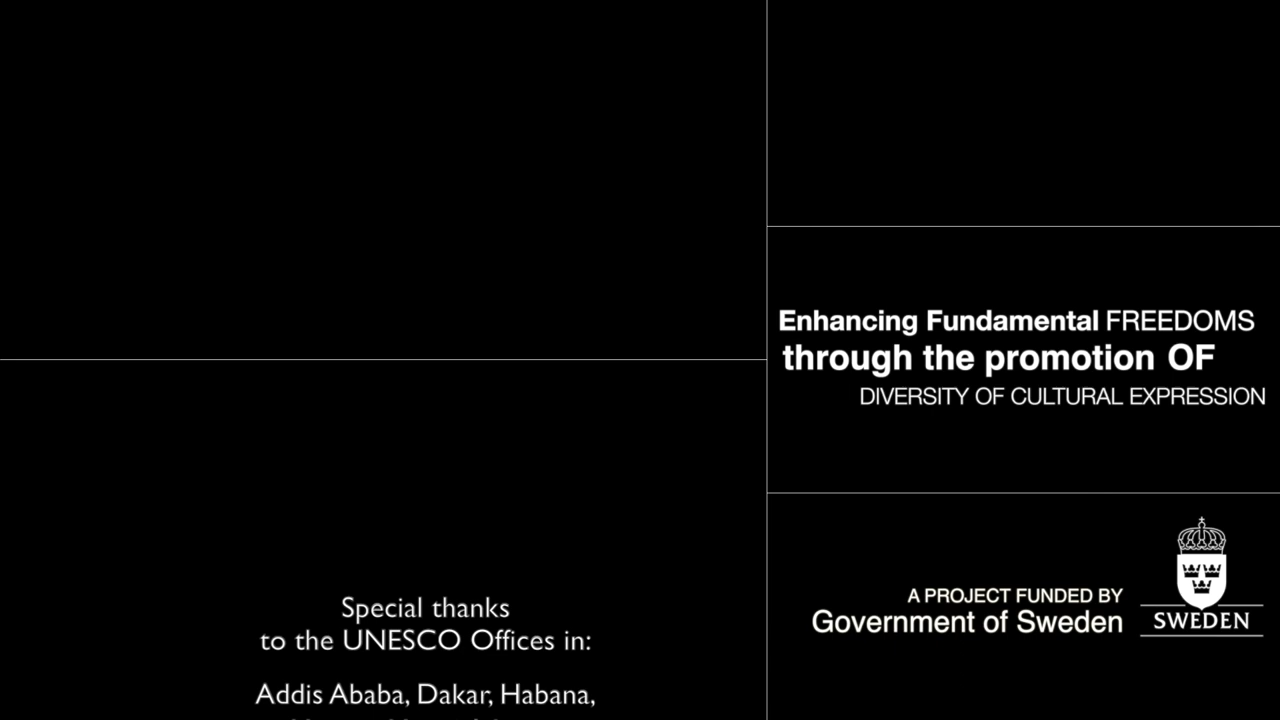 Enhancing Fundamental FREEDOMS
through the promotion OF
DIVERSITY OF CULTURAL EXPRESSION
A PROJECT FUNDED BY
Government of Sweden
SWEDEN
Special thanks
to the UNESCO Offices in:
Addis Ababa, Dakar, Habana,